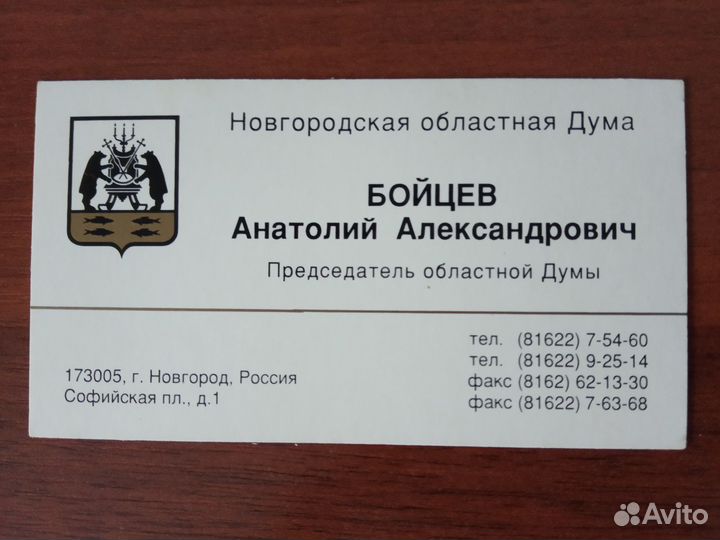 Новгородская областная Дума
БОЙЦЕВ
Анатолий Александрович
Председатель областной Думы
173005, г. Новгород, Россия
Софийская пл., д.1
тел. (81622) 7-54-60
тел. (81622) 9-25-14
факс (8162) 62-13-30
факс (81622) 7-63-68
Avito